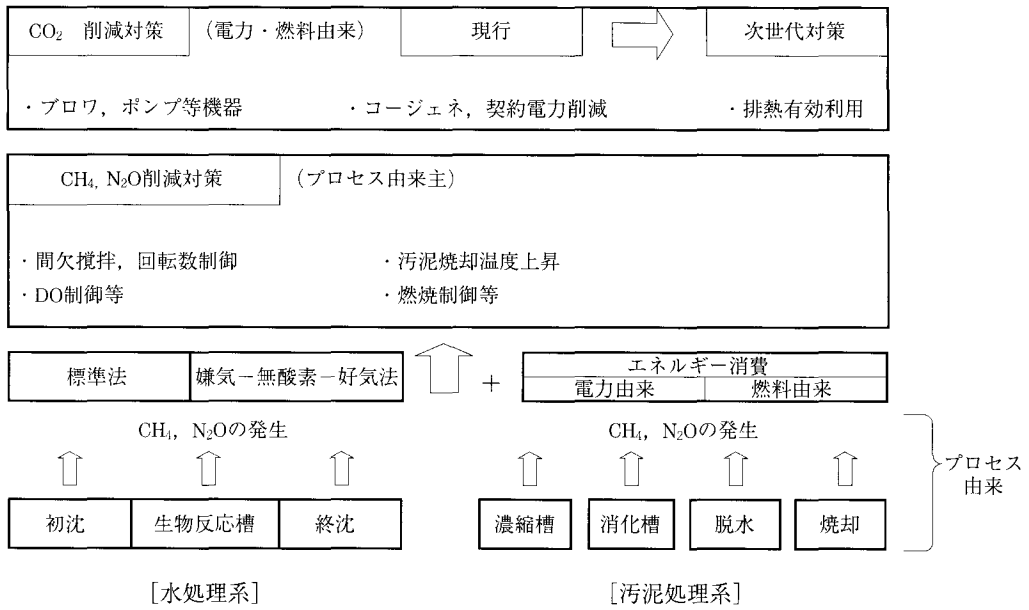 CO₂ 削減対策 (電力・燃料由来) 現行 次世代対策
・ブロワ，ポンプ等機器 ・コージェネ，契約電力削減 ・排熱有効利用
CH₄, N₂O削減対策 (プロセス由来主)
・間欠撹拌，回転数制御 ・汚泥焼却温度上昇
・DO制御等 ・燃焼制御等
標準法 嫌気－無酸素－好気法 + エネルギー消費
電力由来 燃料由来
CH₄，N₂Oの発生 CH₄，N₂Oの発生
プロセス
由来
初沈 生物反応槽 終沈 濃縮槽 消化槽 脱水 焼却
[水処理系] [汚泥処理系]